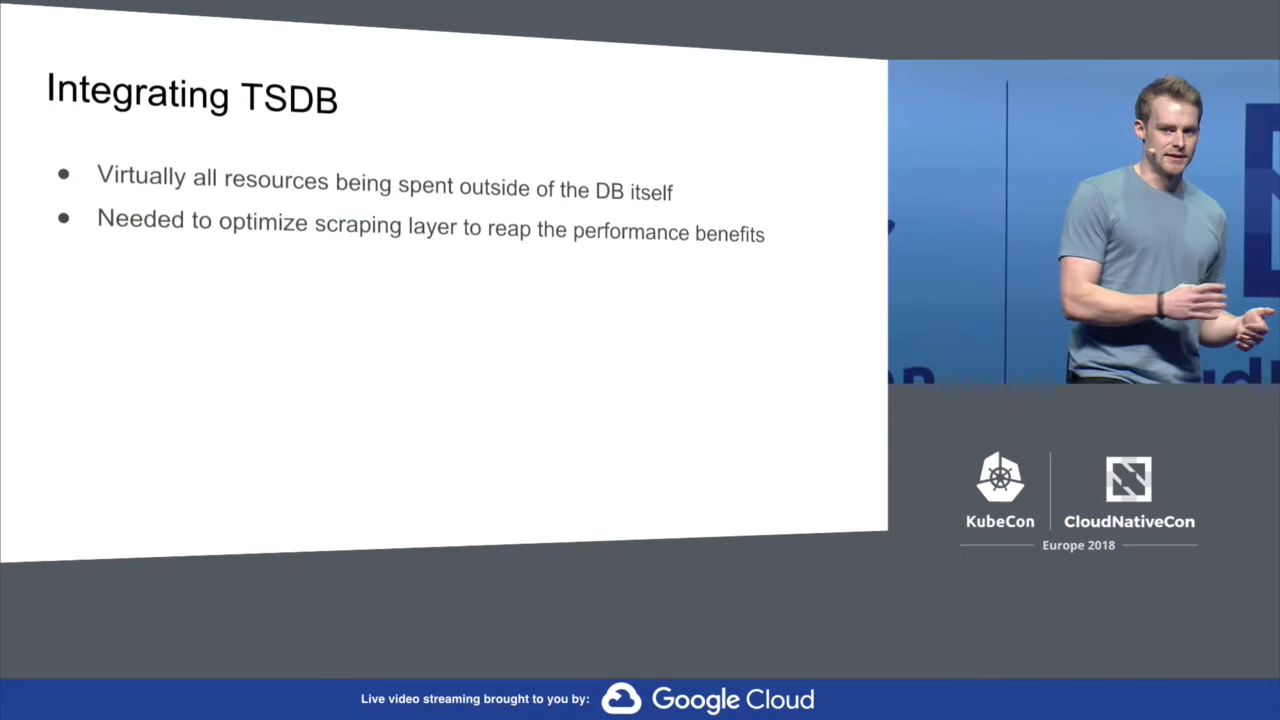 Integrating TSDB
● Virtually all resources being spent outside of the DB itself
● Needed to optimize scraping layer to reap the performance benefits
KubeCon
CloudNativeCon
Europe 2018
Live video streaming brought to you by:
Google Cloud